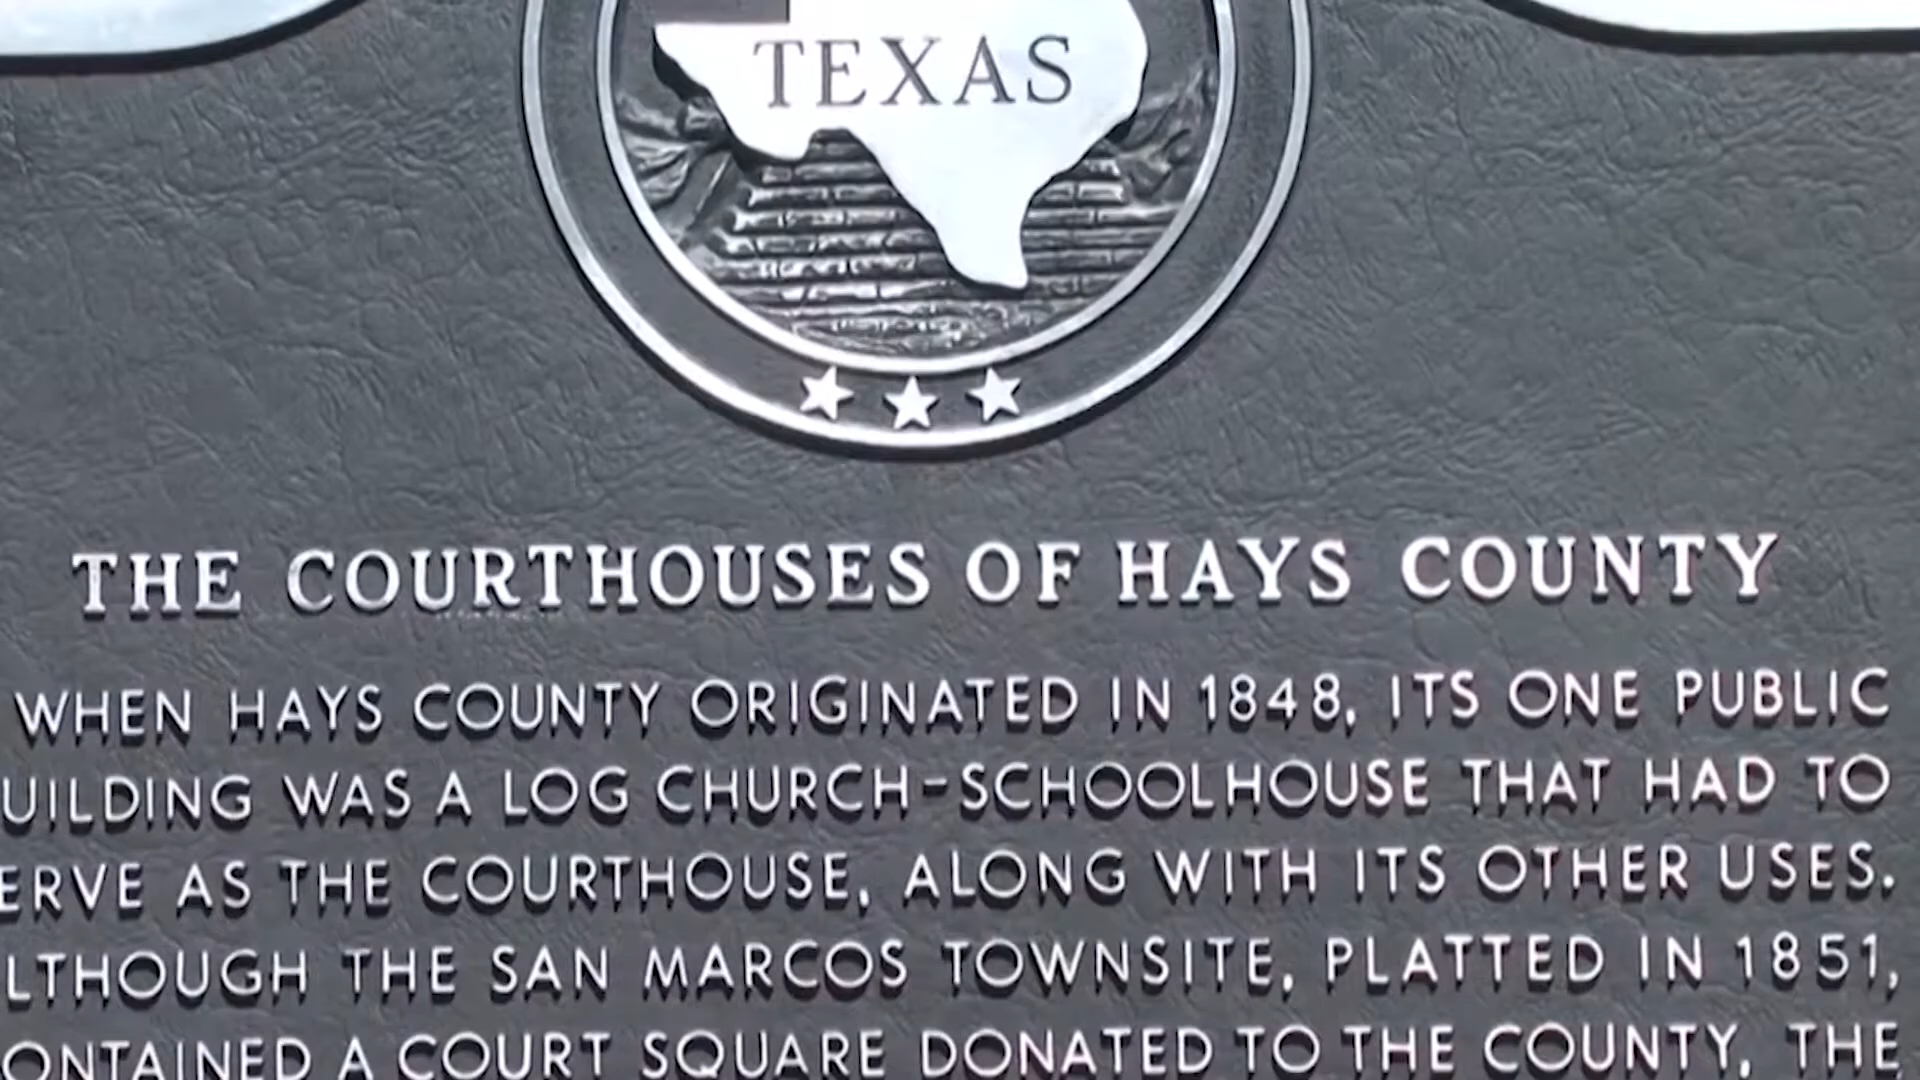 TEXAS
THE COURTHOUSES OF HAYS COUNTY
WHEN HAYS COUNTY ORIGINATED IN 1848, ITS ONE PUBLIC
UILDING WAS A LOG CHURCH-SCHOOLHOUSE THAT HAD TO
ERVE AS THE COURTHOUSE, ALONG WITH ITS OTHER USES.
LTHOUGH THE SAN MARCOS TOWNSITE, PLATTED IN 1851,
ONTAINED A COURT SQUARE DONATED TO THE COUNTY, THE